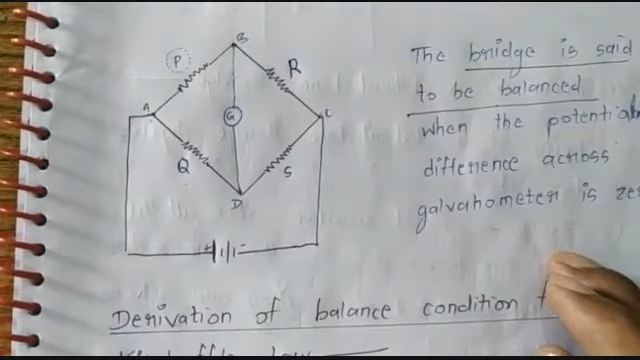 B
P
R
A
G
C
Q
S
D
The bridge is said
to be balanced
when the potential
difference across
galvahometer is
Derivation of balance condition